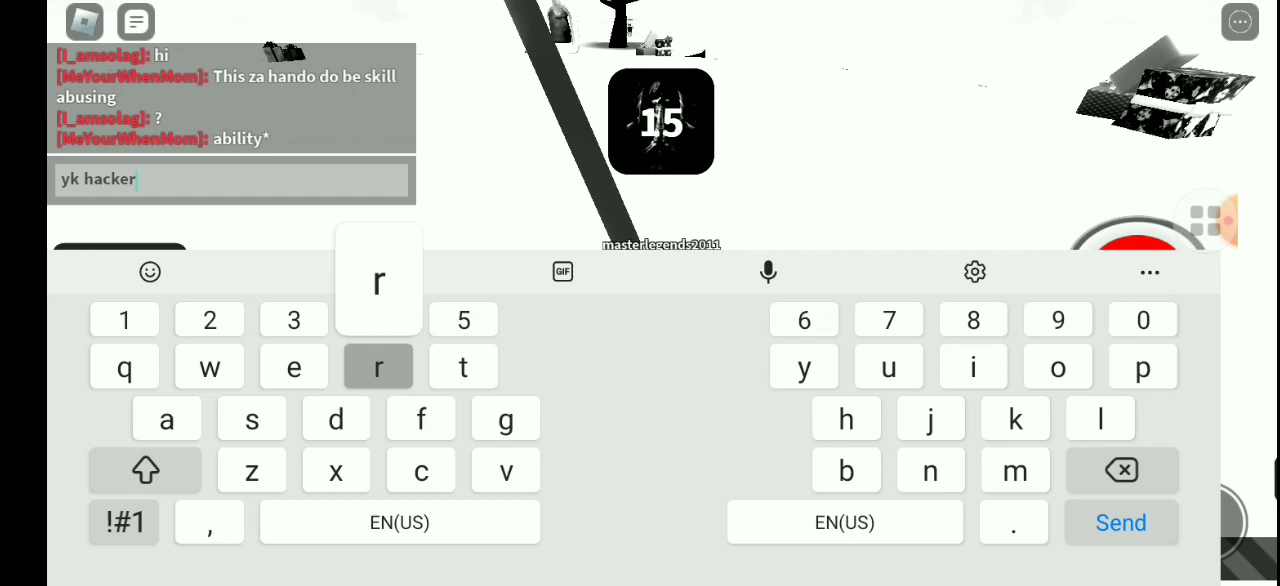 [I_amsolag]: hi
[MeYourWhenMom]: This za hando do be skill
abusing
[I_amsolag]: ?
[MeYourWhenMom]: ability*
15
yk hacker
masterlegends2011
r
GIF
1 2 3 5 6 7 8 9 0
q w e r t y u i o p
a s d f g h j k l
z x c v b n m
!#1 , EN(US) EN(US) . Send